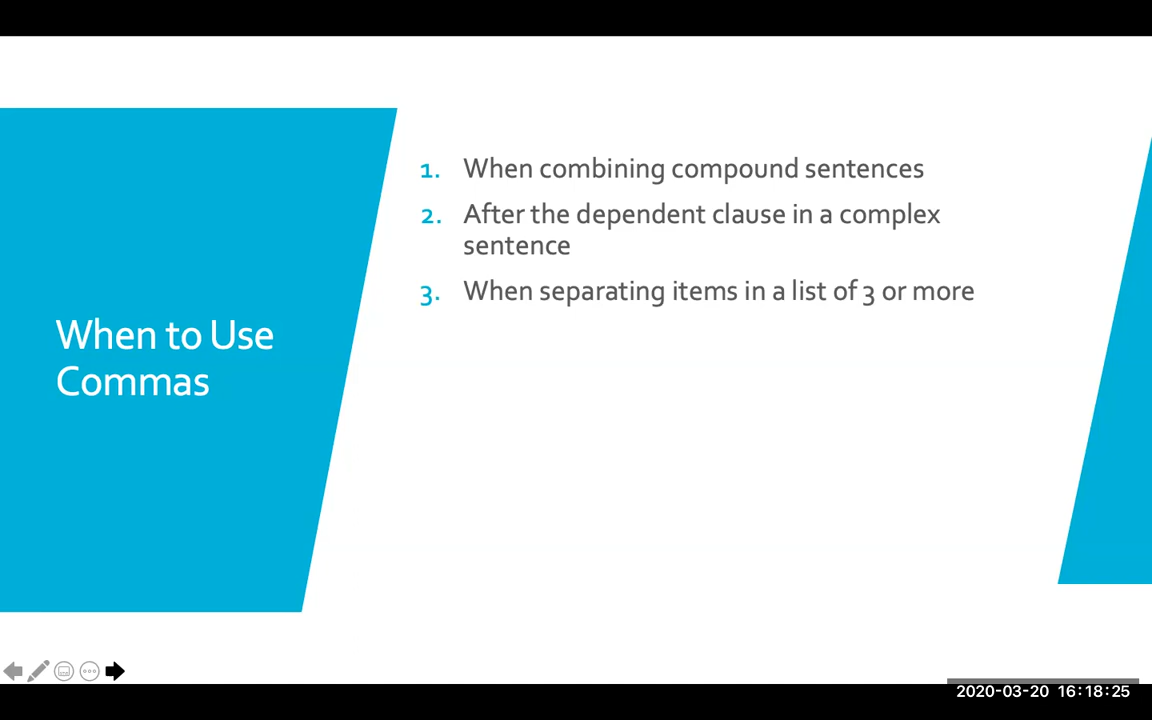 When to Use
Commas
1. When combining compound sentences
2. After the dependent clause in a complex
sentence
3. When separating items in a list of 3 or more
2020-03-20 16:18:25